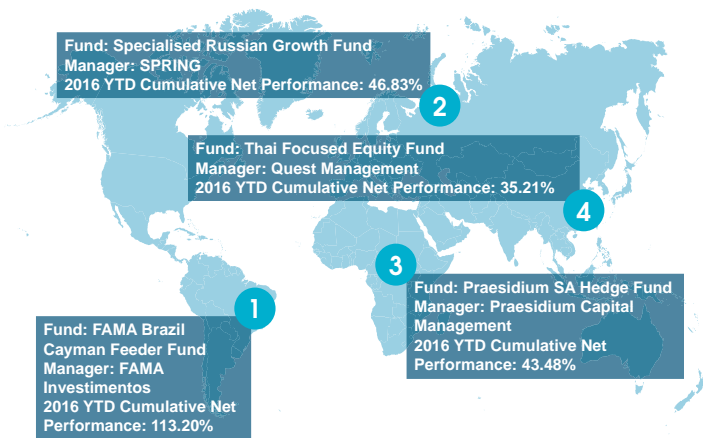 Fund: Specialised Russian Growth Fund
Manager: SPRING
2016 YTD Cumulative Net Performance: 46.83%
2
Fund: Thai Focused Equity Fund
Manager: Quest Management
2016 YTD Cumulative Net Performance: 35.21%
4
3
Fund: Praesidium SA Hedge Fund
Manager: Praesidium Capital
Management
2016 YTD Cumulative Net
Performance: 43.48%
1
Fund: FAMA Brazil
Cayman Feeder Fund
Manager: FAMA
Investimentos
2016 YTD Cumulative Net
Performance: 113.20%